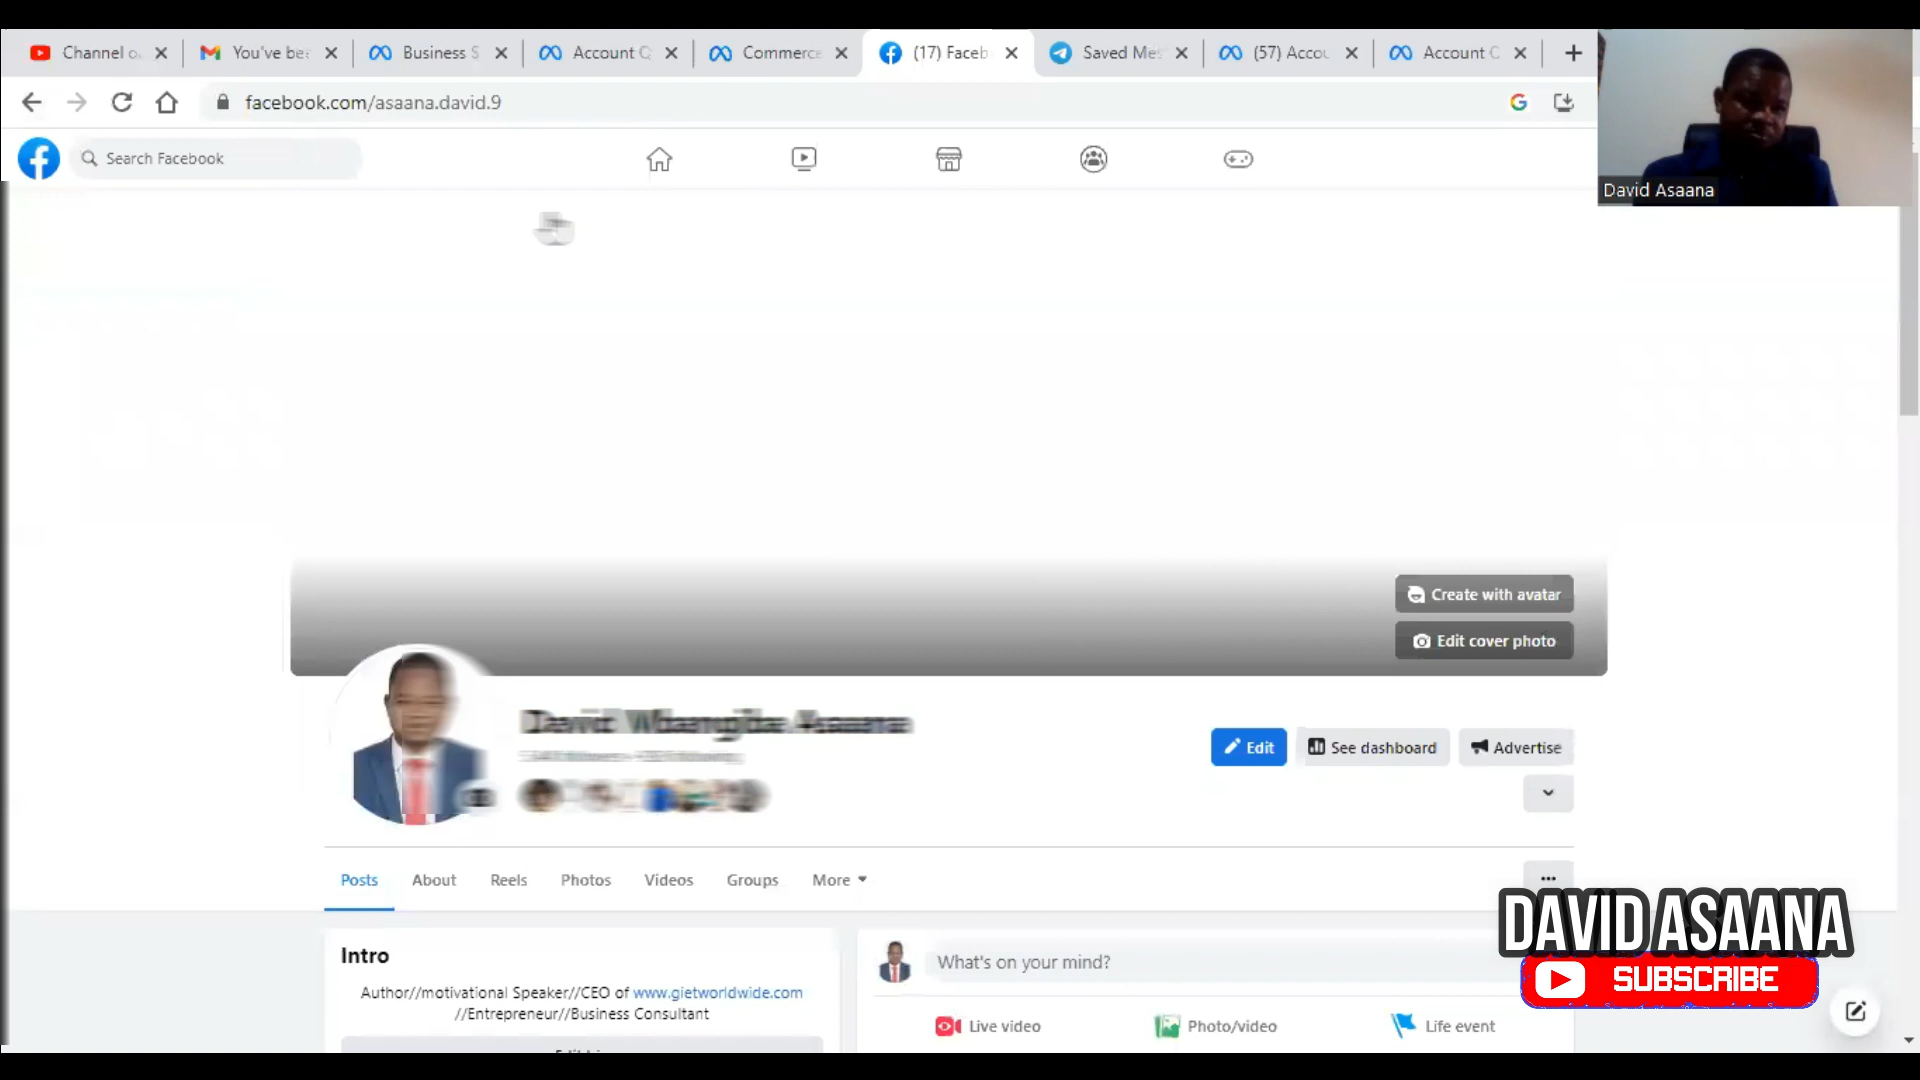 Channel
You've be
Business S
Account
Commerce
(17) Faceb
Saved Mes
(57) Accou
Account
facebook.com/asaana.david.9
Search Facebook
David Asaana
Create with avatar
Edit cover photo
David Asaana
Edit
See dashboard
Advertise
Posts
About
Reels
Photos
Videos
Groups
More
DAVID ASAANA
SUBSCRIBE
Intro
Author//motivational Speaker//CEO of www.gietworldwide.com
//Entrepreneur//Business Consultant
What's on your mind?
Live video
Photo/video
Life event